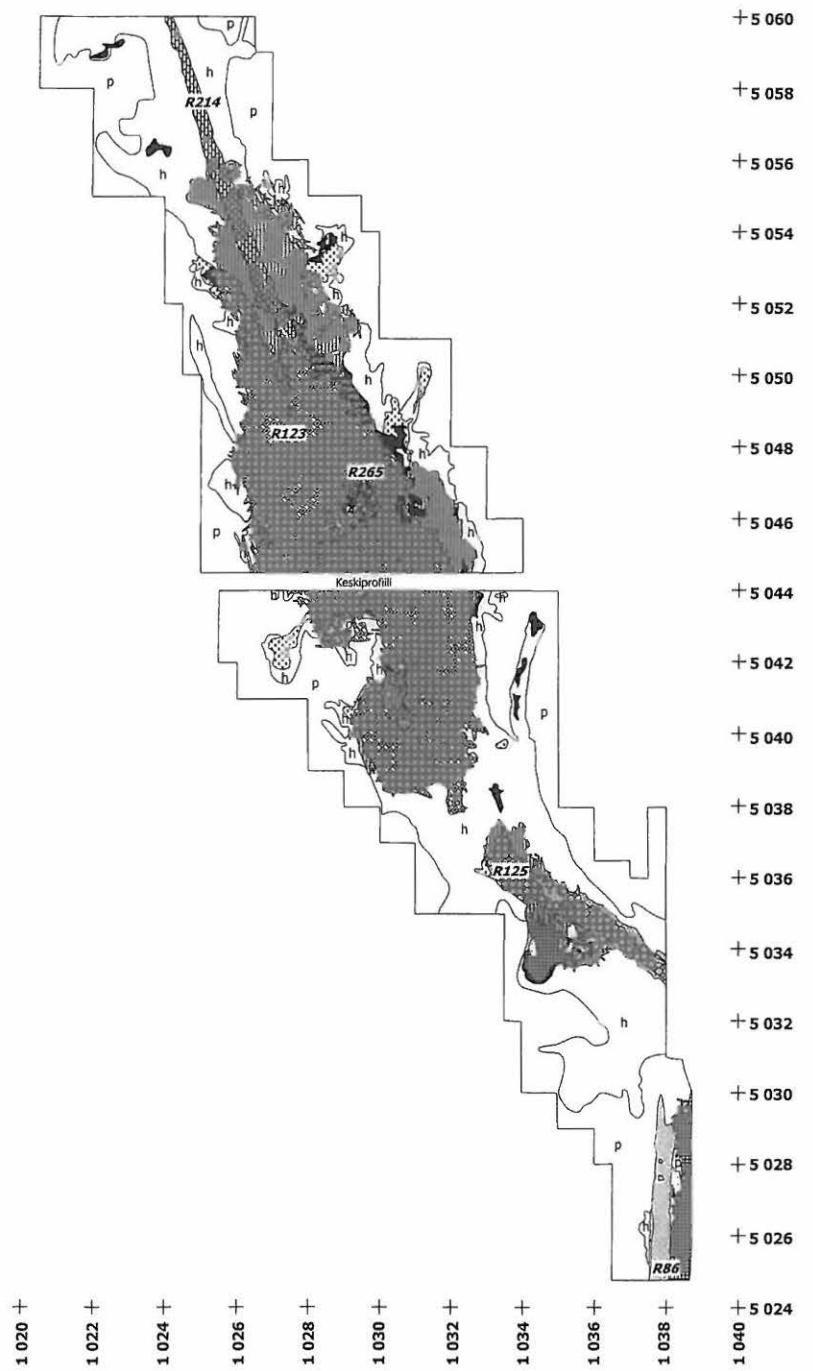 p
+ 5 060
p
h
+ 5 058
R214
p
h
h
+ 5 056
h
+ 5 054
h
h
h
+ 5 052
h
h
+ 5 050
R123
h
+ 5 048
R265
h
p
h
+ 5 046
Keskiprofiili
+ 5 044
h
h
h
h
h
+ 5 042
p
h
p
h
+ 5 040
h
h
+ 5 038
R125
+ 5 036
+ 5 034
h
+ 5 032
+ 5 030
p
+ 5 028
h
+ 5 026
R86
+ 5 024
1 020
1 022
1 024
1 026
1 028
1 030
1 032
1 034
1 036
1 038
1 040